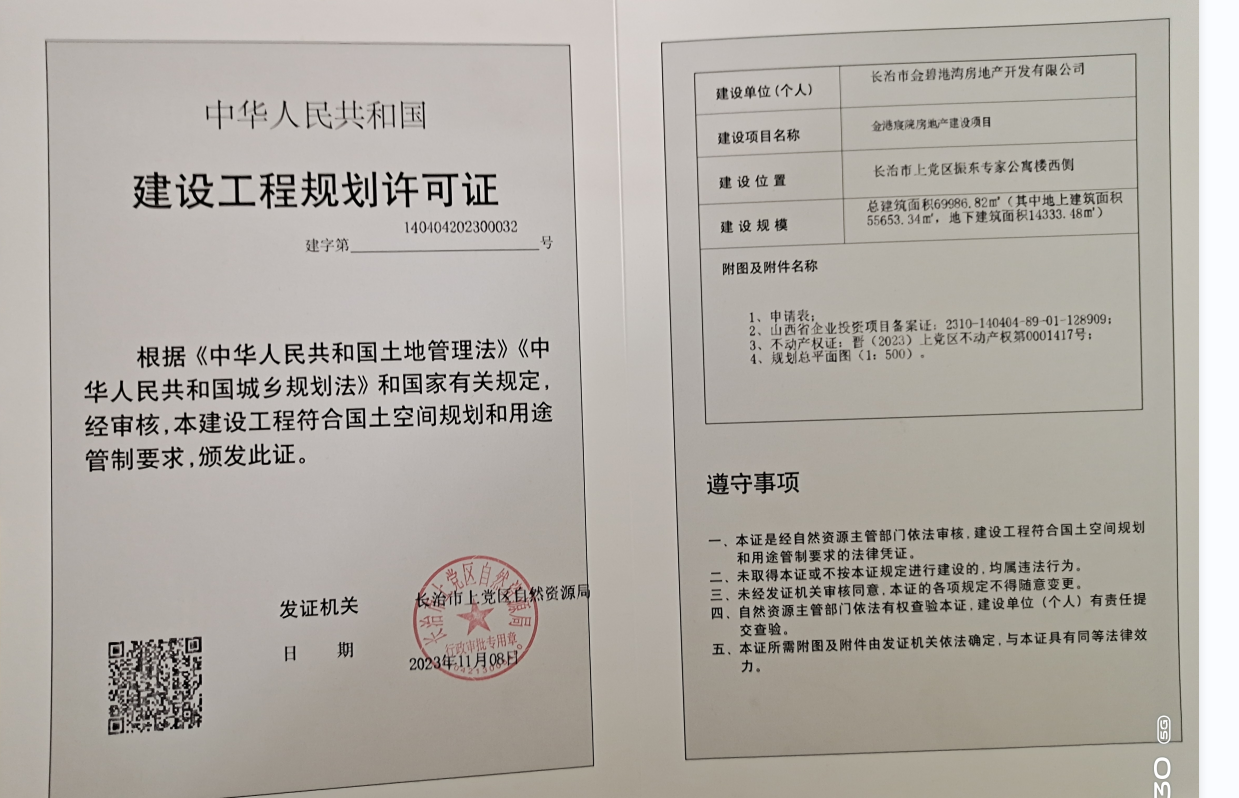 中华人民共和国
建设工程规划许可证
140404202300032
建字第 号
根据《中华人民共和国土地管理法》《中
华人民共和国城乡规划法》和国家有关规定,
经审核,本建设工程符合国土空间规划和用途
管制要求,颁发此证。
发证机关
长治市上党区自然资源局
日 期
2023年11月08日
长治市上党区自然资源局
行政审批专用章
建设单位(个人)
长治市金碧港湾房地产开发有限公司
建设项目名称
金港宸院房地产建设项目
建设位置
长治市上党区振东专家公寓楼西侧
建设规模
总建筑面积69986.82㎡(其中地上建筑面积
55653.34㎡,地下建筑面积14333.48㎡)
附图及附件名称
1、申请表;
2、山西省企业投资项目备案证:2310-140404-89-01-128909;
3、不动产权证:晋(2023)上党区不动产权第0001417号;
4、规划总平面图(1:500)。
遵守事项
一、本证是经自然资源主管部门依法审核,建设工程符合国土空间规划
和用途管制要求的法律凭证。
二、未取得本证或不按本证规定进行建设的,均属违法行为。
三、未经发证机关审核同意,本证的各项规定不得随意变更。
四、自然资源主管部门依法有权查验本证,建设单位(个人)有责任提
交查验。
五、本证所需附图及附件由发证机关依法确定,与本证具有同等法律效
力。
30 5G